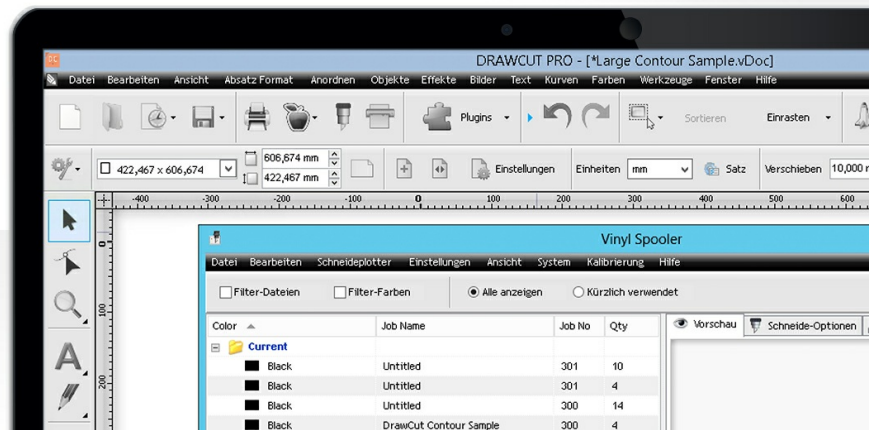 DC DRAWCUT PRO - [*Large Contour Sample.vDoc]
Datei Bearbeiten Ansicht Absatz Format Anordnen Objekte Effekte Bilder Text Kurven Farben Werkzeuge Fenster Hilfe
Plugins Sortieren Einrasten
606,674 mm
422,467 x 606,674 Einstellungen Einheiten mm Satz Verschieben 10,000
422,467 mm
-400 -300 -200 -100 0 100 200 300 400 500 600
Vinyl Spooler
0
Datei Bearbeiten Schneideplotter Einstellungen Ansicht System Kalibrierung Hilfe
Filter-Dateien Filter-Farben Alle anzeigen Kürzlich verwendet
100
Color Job Name Job No Qty Vorschau Schneide-Optionen
Current
Black Untitled 301 10
A
Black Untitled 301 4
200
Black Untitled 300 14
Black DrawCut Contour Sample 300 4